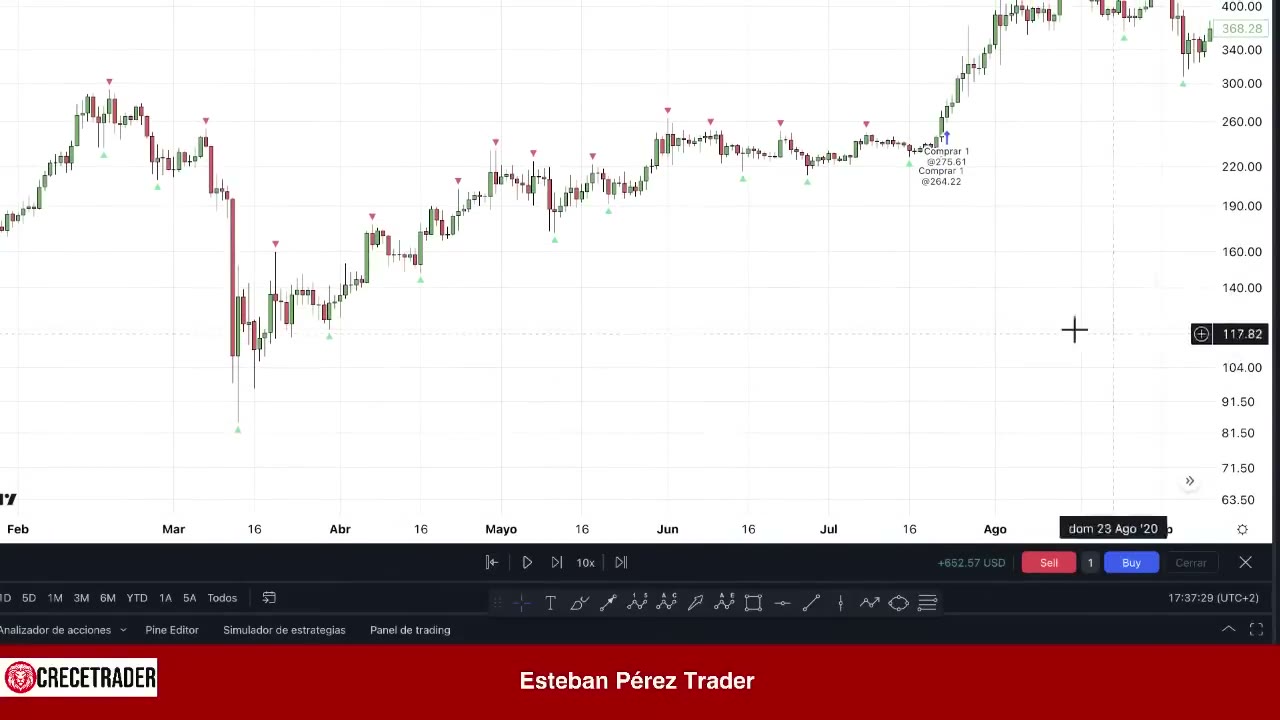 400.00
368.28
340.00
300.00
260.00
Comprar 1
@275.61
Comprar 1
@264.22
220.00
190.00
160.00
140.00
117.82
104.00
91.50
81.50
71.50
63.50
Feb Mar 16 Abr 16 Mayo 16 Jun 16 Jul 16 Ago dom 23 Ago '20
10x +652.57 USD Sell 1 Buy Cerrar
1D 5D 1M 3M 6M YTD 1A 5A Todos 17:37:29 (UTC+2)
Analizador de acciones Pine Editor Simulador de estrategias Panel de trading
CRECETRADER
Esteban Pérez Trader